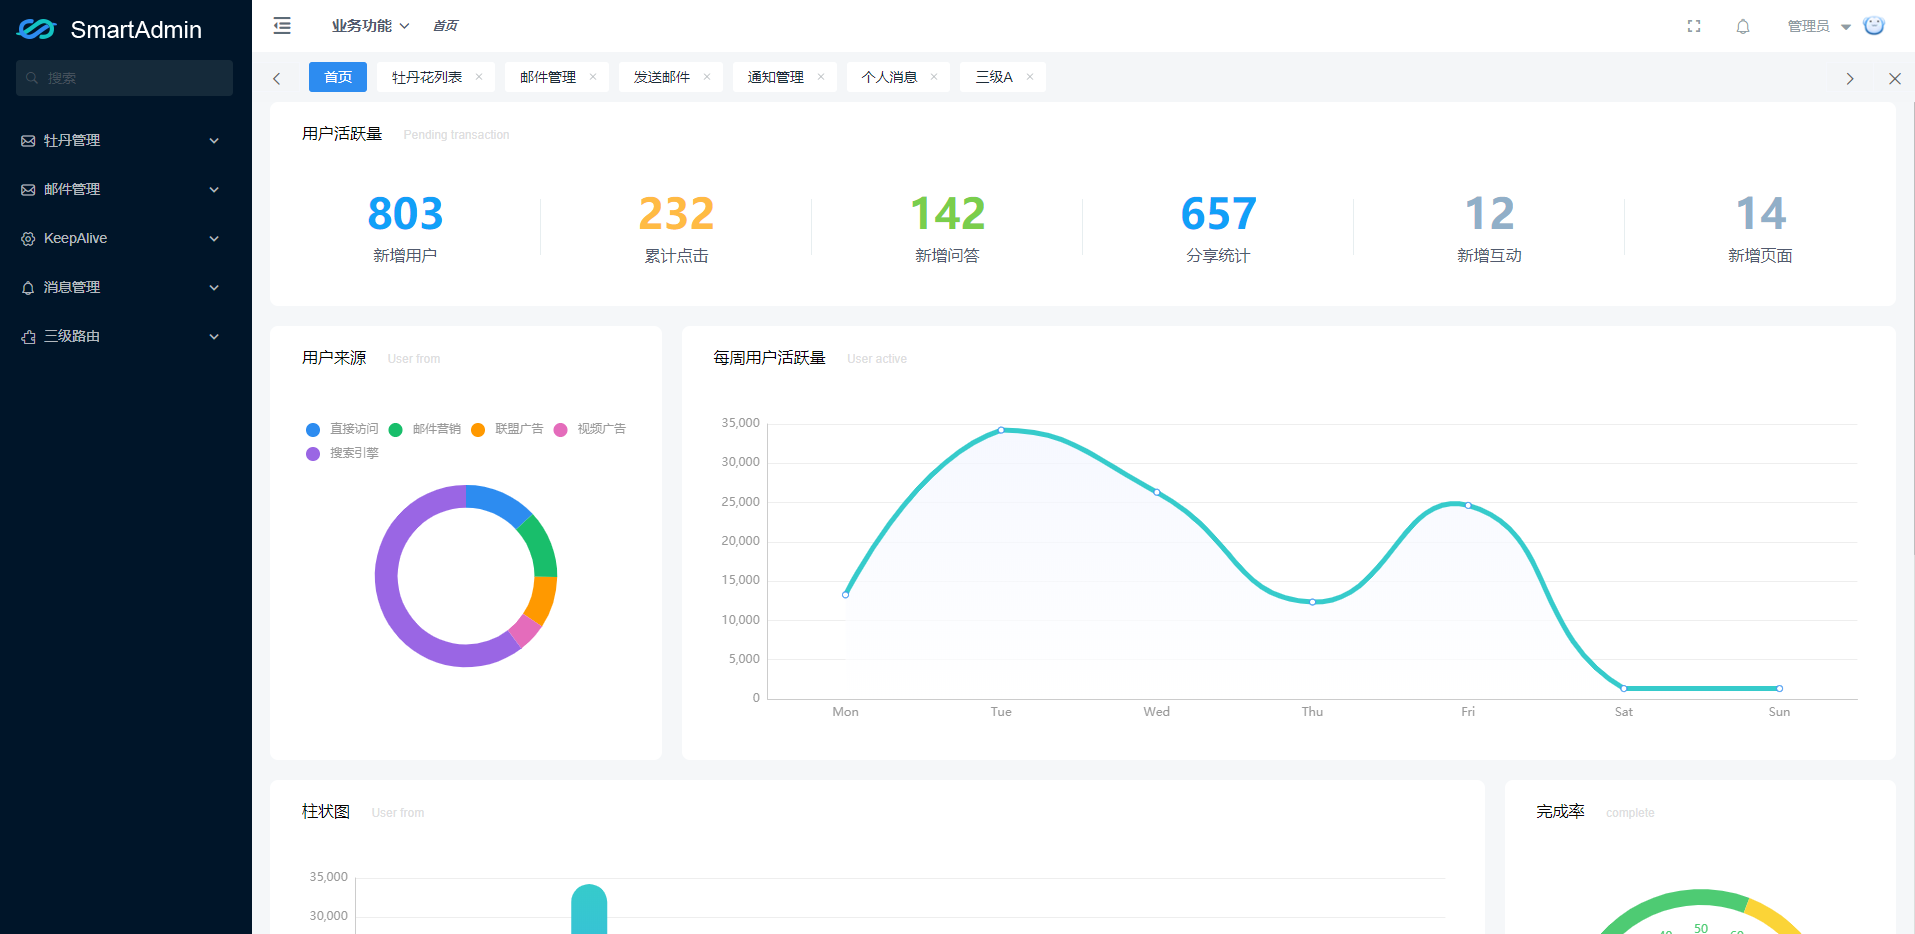 SmartAdmin
搜索
牡丹管理
邮件管理
KeepAlive
消息管理
三级路由
业务功能 首页
管理员
首页 牡丹花列表 邮件管理 发送邮件 通知管理 个人消息 三级A
用户活跃量 Pending transaction
803 232 142 657 12 14
新增用户 累计点击 新增问答 分享统计 新增互动 新增页面
用户来源 User from
直接访问 邮件营销 联盟广告 视频广告
搜索引擎
每周用户活跃量 User active
35,000
30,000
25,000
20,000
15,000
10,000
5,000
0
Mon Tue Wed Thu Fri Sat Sun
柱状图 User from
35,000
30,000
完成率 complete
40 50 60